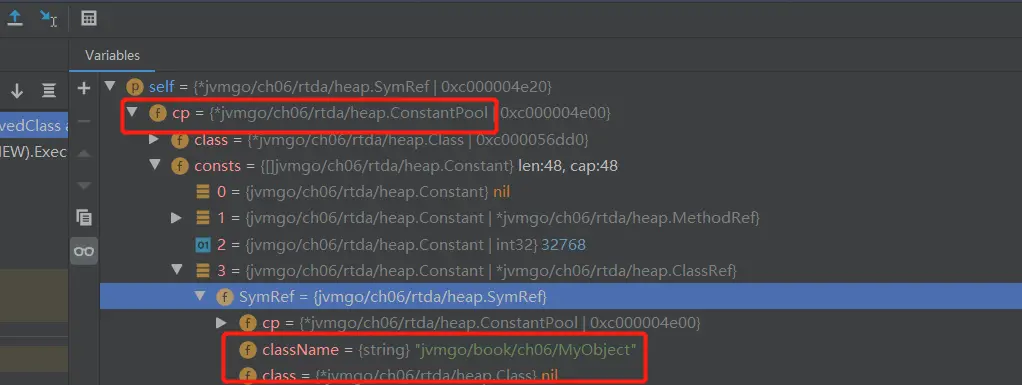 Variables
self = {*jvmgo/ch06/rtda/heap.SymRef | 0xc000004e20}
cp = {*jvmgo/ch06/rtda/heap.ConstantPool | 0xc000004e00}
vedClass a
class = {*jvmgo/ch06/rtda/heap.Class | 0xc000056dd0}
NEW).Exec
consts = {[]jvmgo/ch06/rtda/heap.Constant} len:48, cap:48
0 = {jvmgo/ch06/rtda/heap.Constant} nil
1 = {jvmgo/ch06/rtda/heap.Constant | *jvmgo/ch06/rtda/heap.MethodRef}
2 = {jvmgo/ch06/rtda/heap.Constant | int32} 32768
3 = {jvmgo/ch06/rtda/heap.Constant | *jvmgo/ch06/rtda/heap.ClassRef}
SymRef = {jvmgo/ch06/rtda/heap.SymRef}
cp = {*jvmgo/ch06/rtda/heap.ConstantPool | 0xc000004e00}
className = {string} "jvmgo/book/ch06/MyObject"
class = {*jvmgo/ch06/rtda/heap.Class} nil